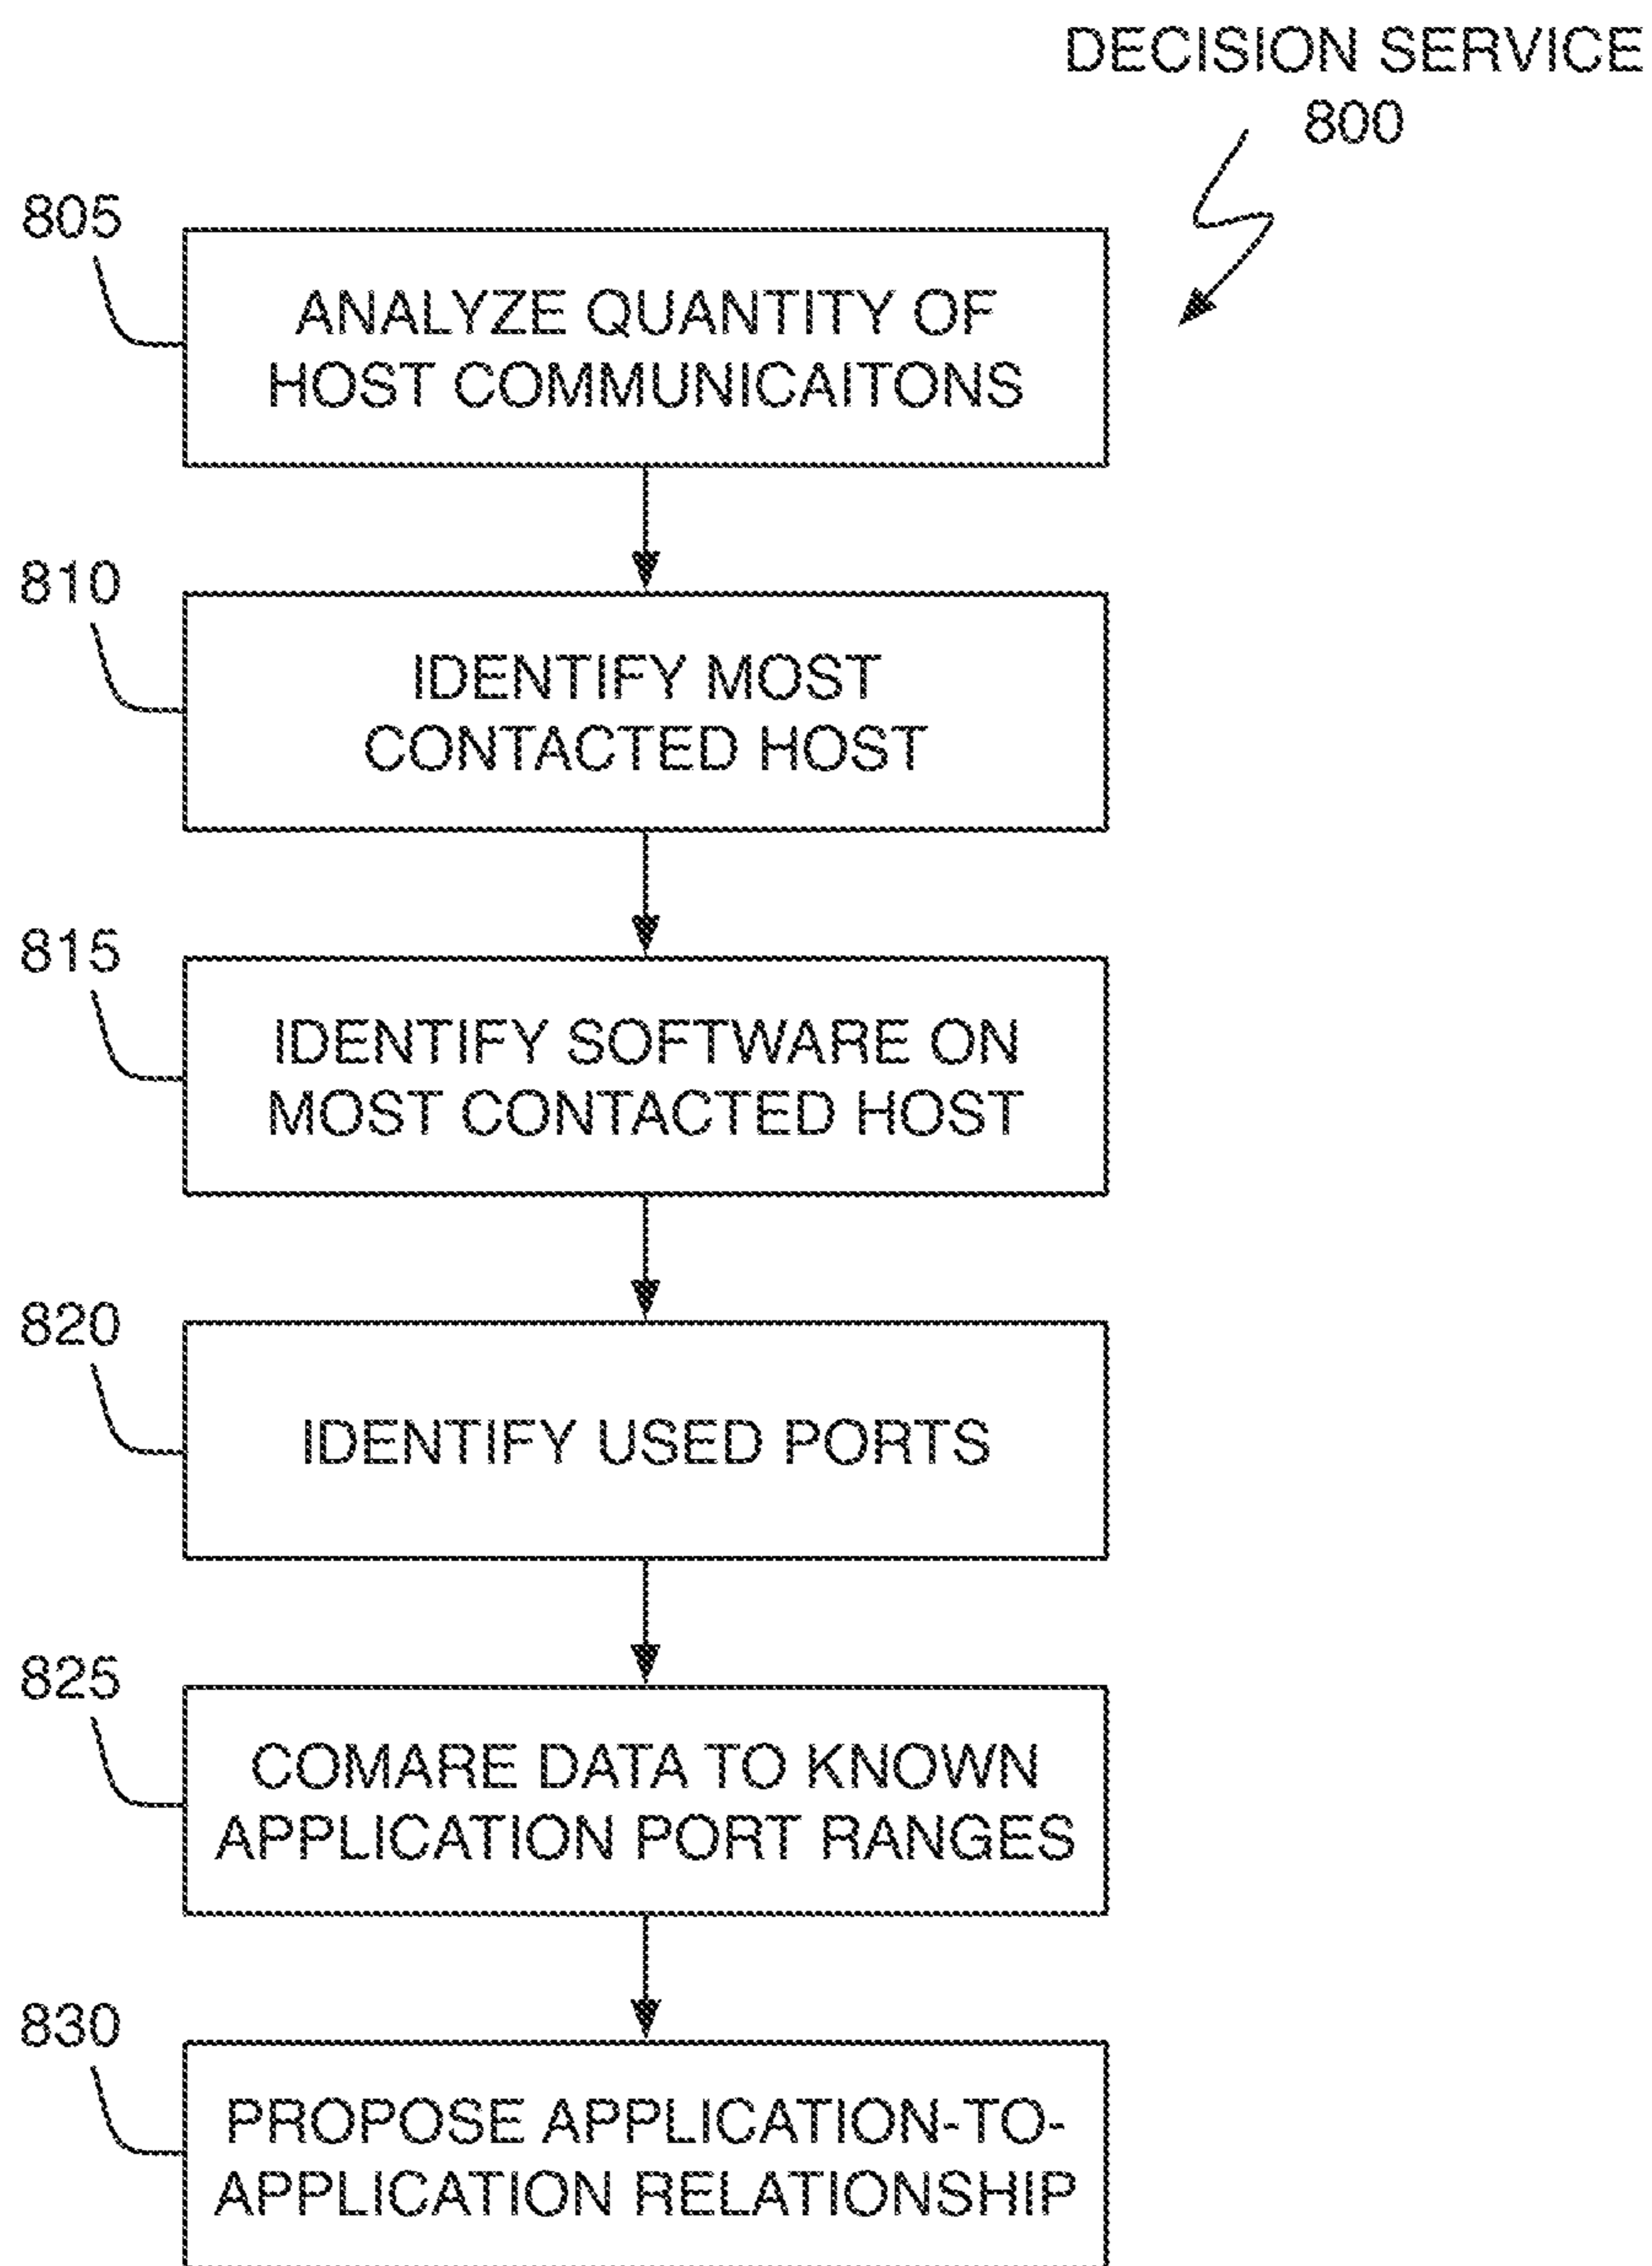 DECISION SERVICE
800
805
ANALYZE QUANTITY OF
HOST COMMUNICAITONS
810
IDENTIFY MOST
CONTACTED HOST
815
IDENTIFY SOFTWARE ON
MOST CONTACTED HOST
820
IDENTIFY USED PORTS
825
COMARE DATA TO KNOWN
APPLICATION PORT RANGES
830
PROPOSE APPLICATION-TO-
APPLICATION RELATIONSHIP